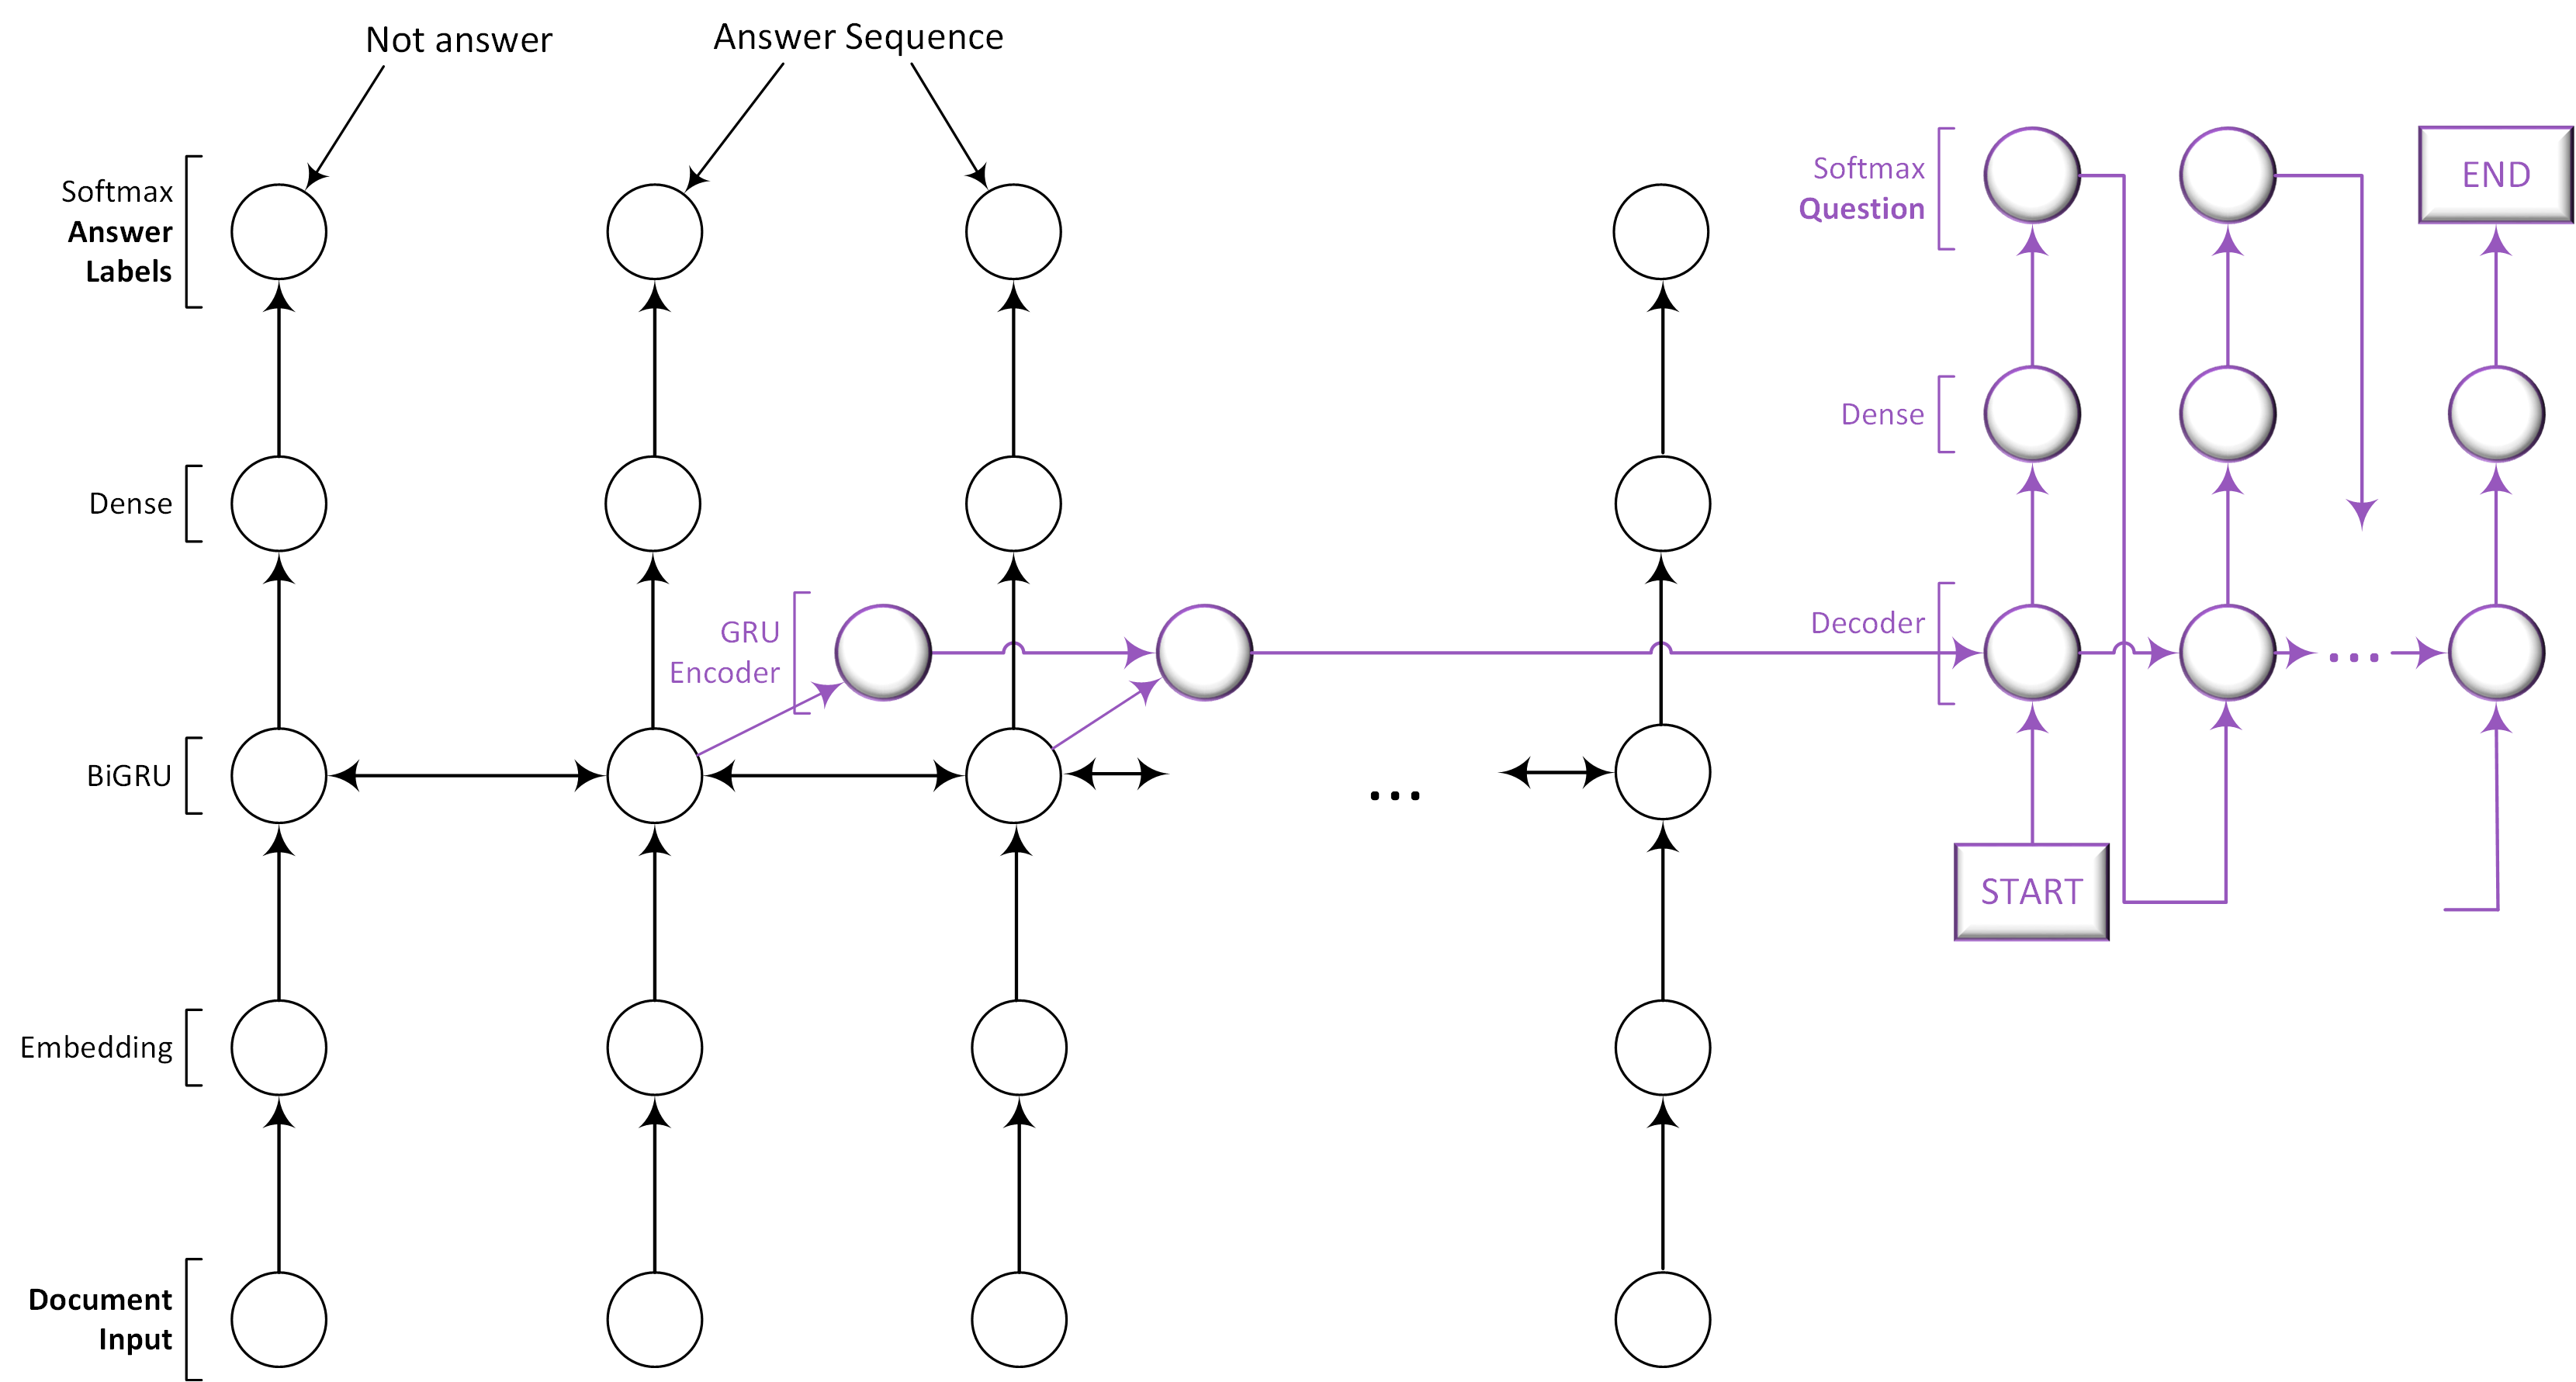 Not answer
Answer Sequence
Softmax
Answer
Labels
Softmax
Question
END
Dense
Dense
GRU
Encoder
Decoder
...
BiGRU
...
START
Embedding
Document
Input